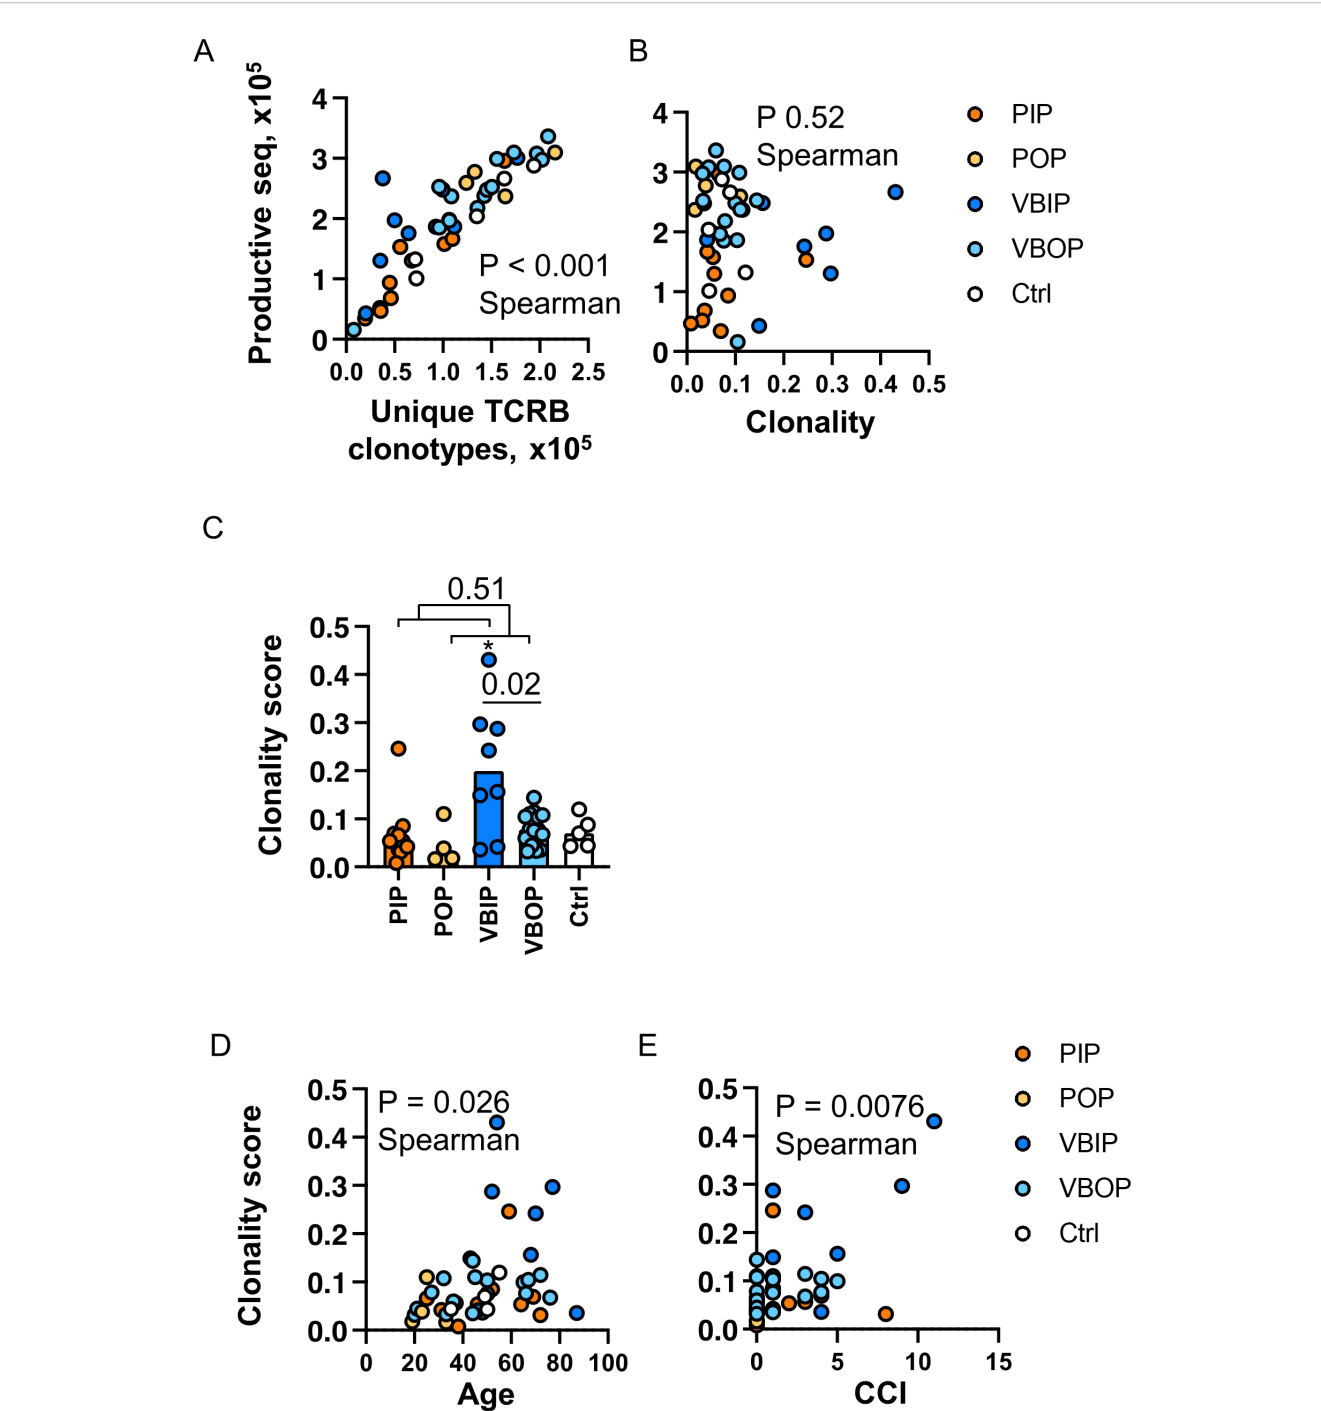 A
B
Productive seq, x10⁵
4
3
2
1
0
0.0 0.5 1.0 1.5 2.0 2.5
P < 0.001
Spearman
Unique TCRB
clonotypes, x10⁵
4
3
2
1
0
0.0 0.1 0.2 0.3 0.4 0.5
P 0.52
Spearman
Clonality
PIP
POP
VBIP
VBOP
Ctrl
C
Clonality score
0.5
0.4
0.3
0.2
0.1
0.0
0.51
*
0.02
PIP
POP
VBIP
VBOP
Ctrl
D
Clonality score
0.5
0.4
0.3
0.2
0.1
0.0
P = 0.026
Spearman
0 20 40 60 80 100
Age
E
0.5
0.4
0.3
0.2
0.1
0.0
P = 0.0076
Spearman
0 5 10 15
CCI
PIP
POP
VBIP
VBOP
Ctrl